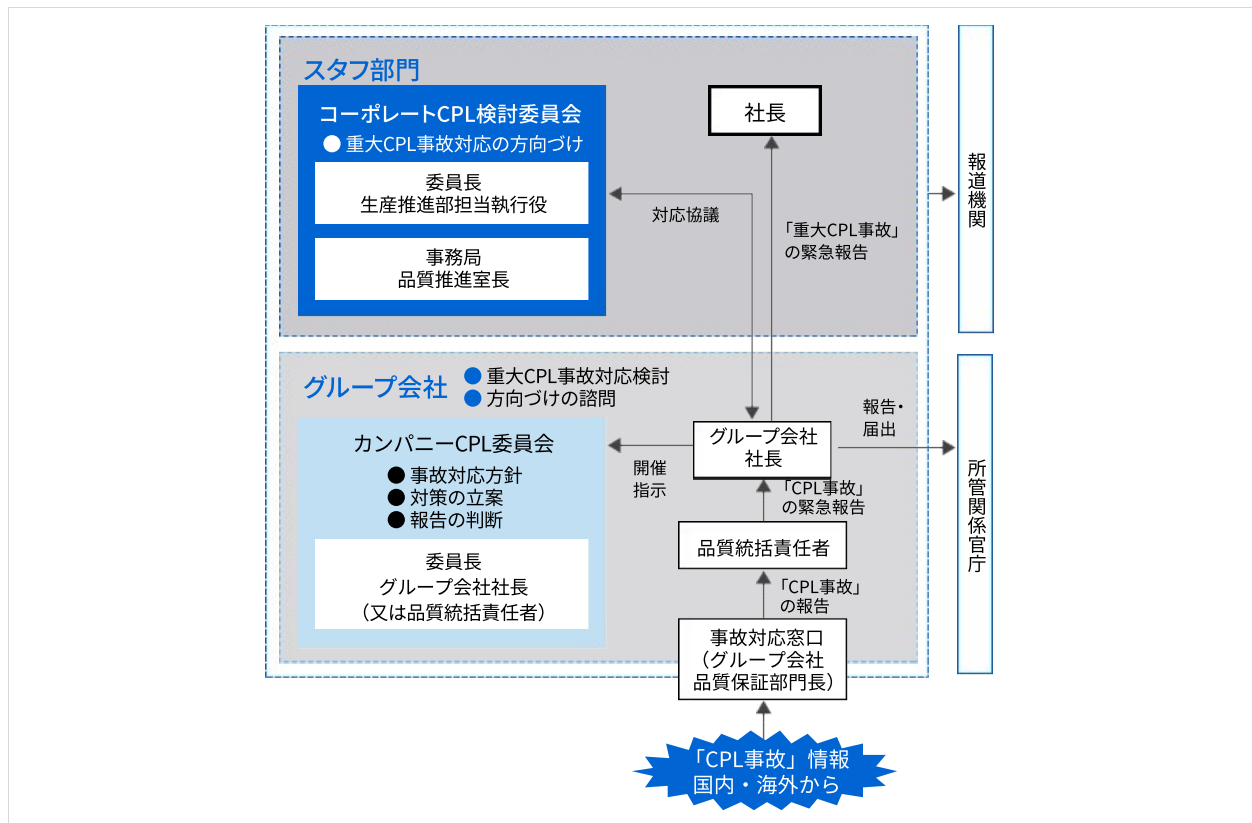 スタフ部門
コーポレートCPL検討委員会
● 重大CPL事故対応の方向づけ
委員長
生産推進部担当執行役
事務局
品質推進室長
社長
対応協議
「重大CPL事故」
の緊急報告
報道機関
グループ会社
● 重大CPL事故対応検討
● 方向づけの諮問
カンパニーCPL委員会
● 事故対応方針
● 対策の立案
● 報告の判断
委員長
グループ会社社長
（又は品質統括責任者）
開催
指示
グループ会社
社長
報告・
届出
所管関係官庁
「CPL事故」
の緊急報告
品質統括責任者
「CPL事故」
の報告
事故対応窓口
（グループ会社
品質保証部門長）
「CPL事故」情報
国内・海外から